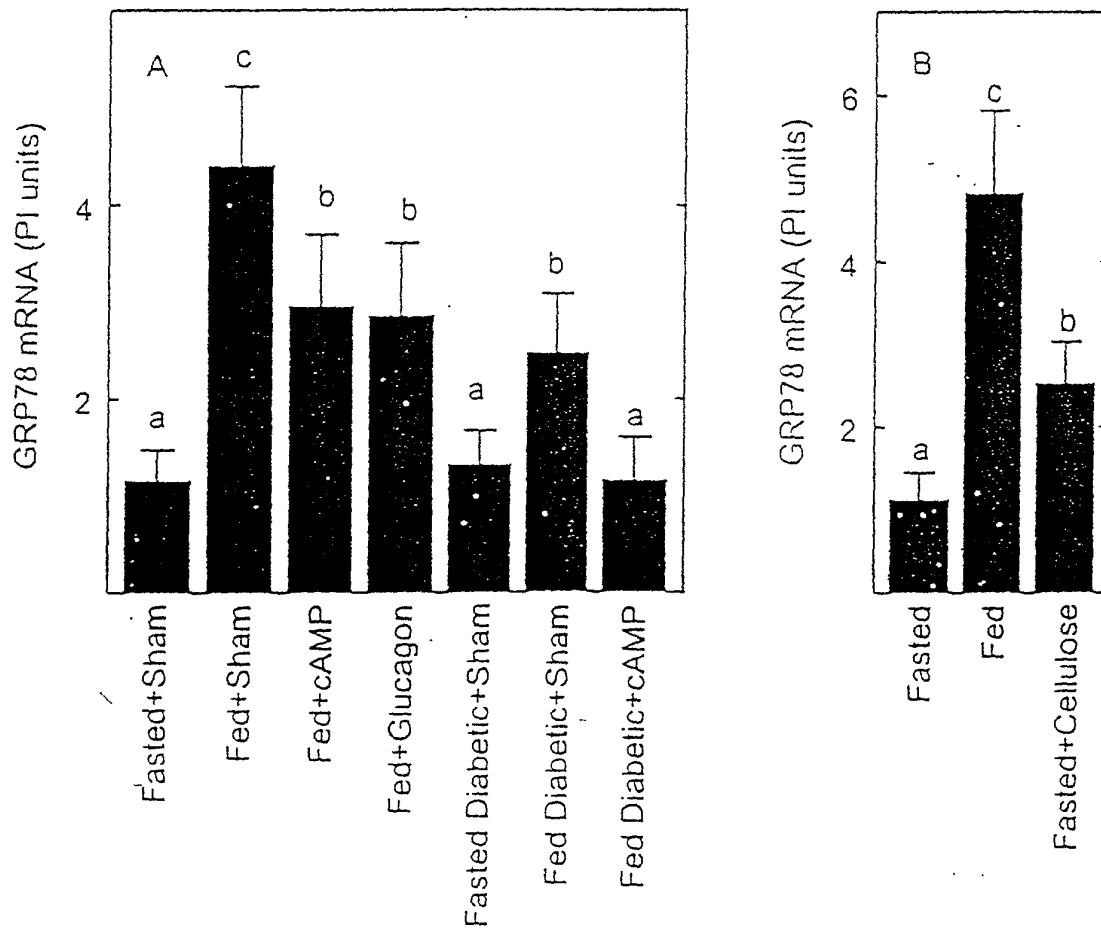 A
GRP78 mRNA (PI units)
4
2
a
c
b
b
a
b
a
Fasted+Sham
Fed+Sham
Fed+cAMP
Fed+Glucagon
Fasted Diabetic+Sham
Fed Diabetic+Sham
Fed Diabetic+cAMP
B
GRP78 mRNA (PI units)
6
4
2
a
c
b
Fasted
Fed
Fasted+Cellulose